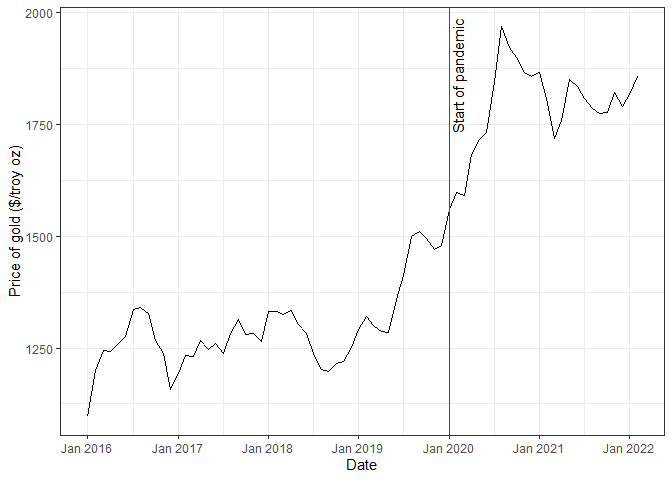 2000
1750
1500
1250
Price of gold ($/troy oz)
Start of pandemic
Jan 2016
Jan 2017
Jan 2018
Jan 2019
Jan 2020
Jan 2021
Jan 2022
Date